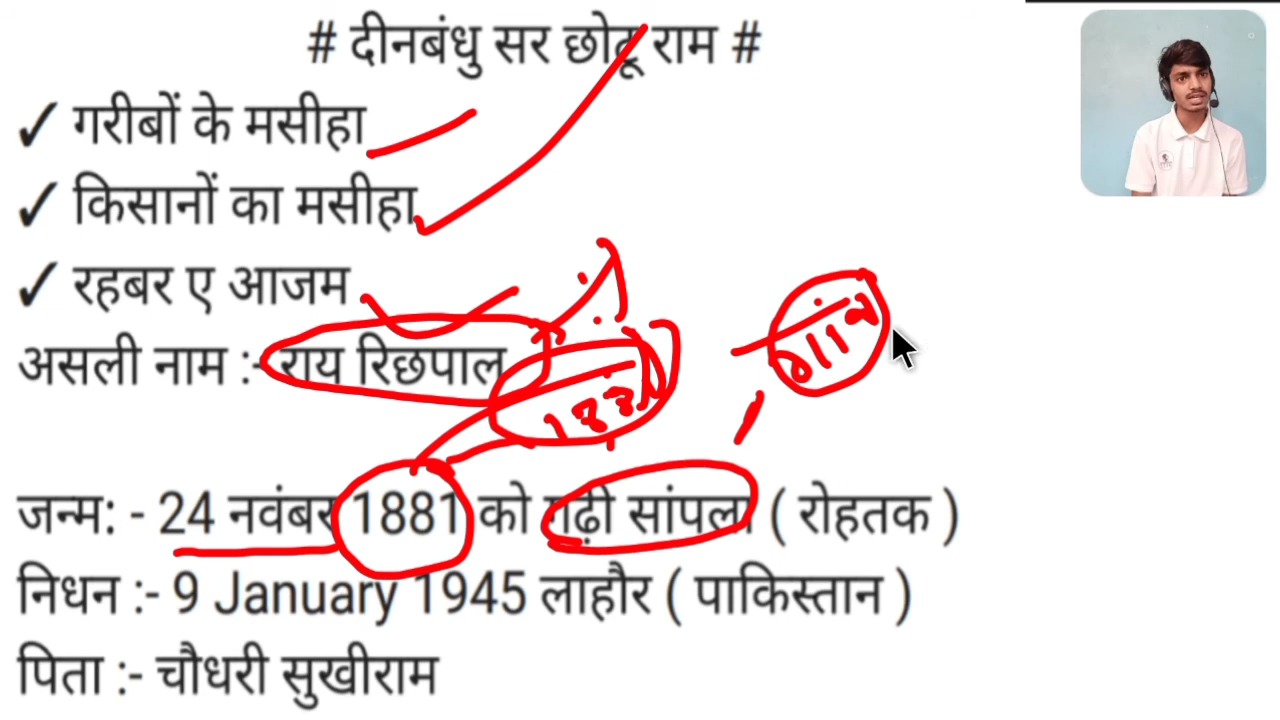 # दीनबंधु सर छोटू राम #
✓ गरीबों के मसीहा
✓ किसानों का मसीहा
✓ रहबर ए आजम
असली नाम :- राय रिछपाल
जन्म: - 24 नवंबर 1881 को गढ़ी सांपला ( रोहतक )
निधन :- 9 January 1945 लाहौर ( पाकिस्तान )
पिता :- चौधरी सुखीराम